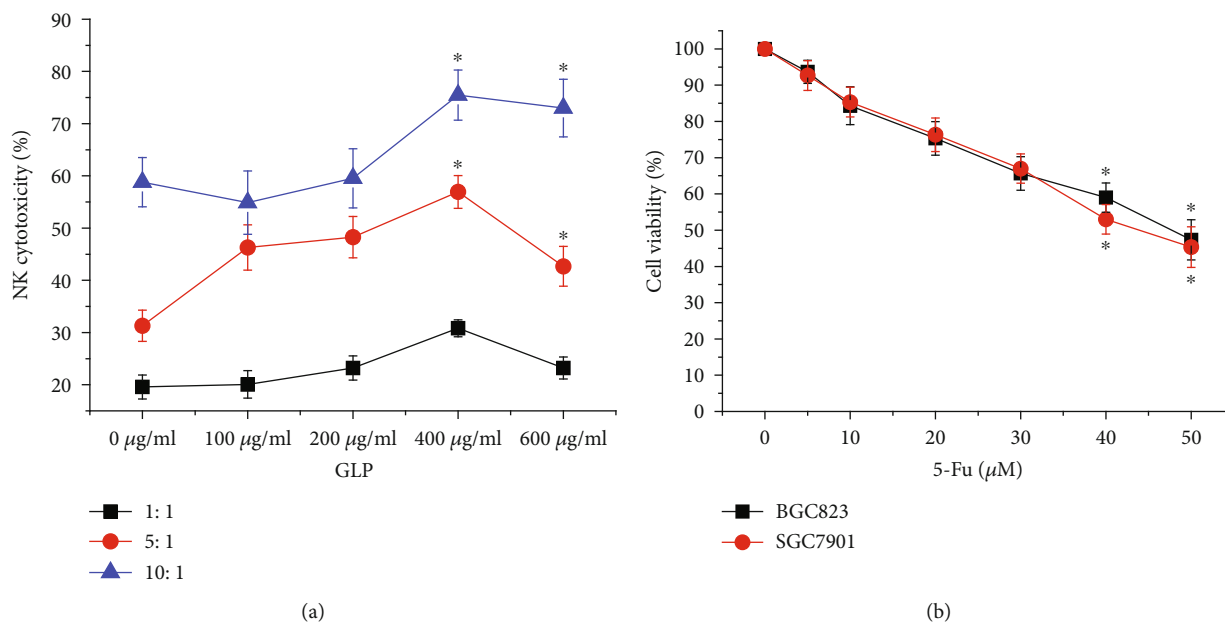 90
80
70
60
50
40
30
20
NK cytotoxicity (%)
* *
*
*
0 μg/ml 100 μg/ml 200 μg/ml 400 μg/ml 600 μg/ml
GLP
1: 1
5: 1
10: 1
(a)
100
90
80
70
60
50
40
30
20
10
0
Cell viability (%)
*
*
*
*
0 10 20 30 40 50
5-Fu (μM)
BGC823
SGC7901
(b)